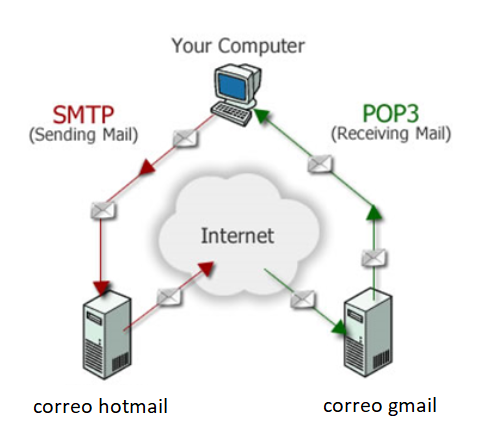 Your Computer
SMTP
(Sending Mail)
POP3
(Receiving Mail)
Internet
correo hotmail
correo gmail